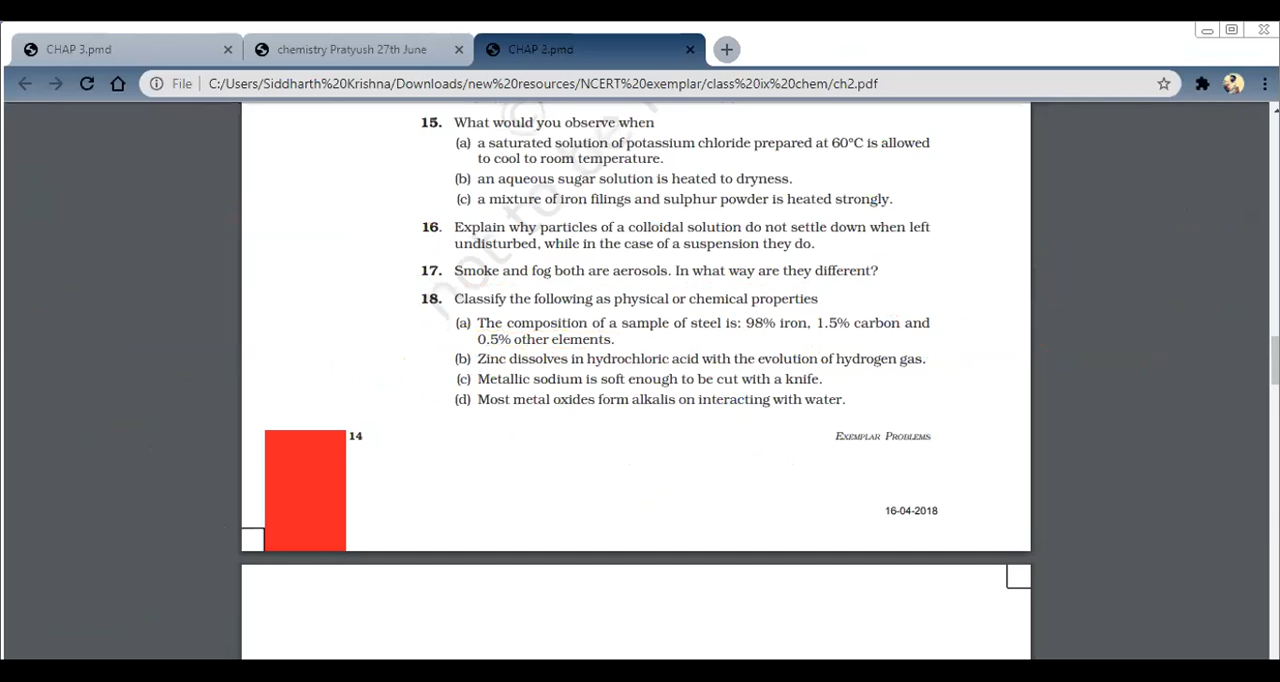 CHAP 3.pmd
chemistry Pratyush 27th June
CHAP 2.pmd
File
C:/Users/Siddharth%20Krishna/Downloads/new%20resources/NCERT%20exemplar/class%20ix%20chem/ch2.pdf
15. What would you observe when
(a) a saturated solution of potassium chloride prepared at 60°C is allowed
to cool to room temperature.
(b) an aqueous sugar solution is heated to dryness.
(c) a mixture of iron filings and sulphur powder is heated strongly.
16. Explain why particles of a colloidal solution do not settle down when left
undisturbed, while in the case of a suspension they do.
17. Smoke and fog both are aerosols. In what way are they different?
18. Classify the following as physical or chemical properties
(a) The composition of a sample of steel is: 98% iron, 1.5% carbon and
0.5% other elements.
(b) Zinc dissolves in hydrochloric acid with the evolution of hydrogen gas.
(c) Metallic sodium is soft enough to be cut with a knife.
(d) Most metal oxides form alkalis on interacting with water.
14
EXEMPLAR PROBLEMS
16-04-2018
© not to be